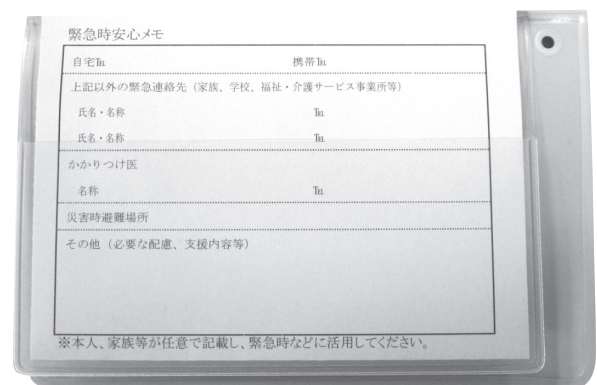 緊急時安心メモ
自宅℡ 携帯℡
上記以外の緊急連絡先（家族、学校、福祉・介護サービス事業所等）
氏名・名称 ℡
氏名・名称 ℡
かかりつけ医
名称 ℡
災害時避難場所
その他（必要な配慮、支援内容等）
※本人、家族等が任意で記載し、緊急時などに活用してください。